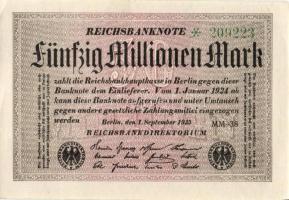 REICHSBANKNOTE * 209223
Fünfzig Millionen Mark
zahlt die Reichsbankhauptkasse in Berlin gegen diese
Banknote dem Einlieferer. Vom 1. Januar 1924 ab
kann diese Banknote aufgerufen und unter Umtausch
gegen andere gesetzliche Zahlungsmittel eingezogen
werden
Berlin, den 1. September 1923 MM-38
REICHSBANKDIREKTORIUM